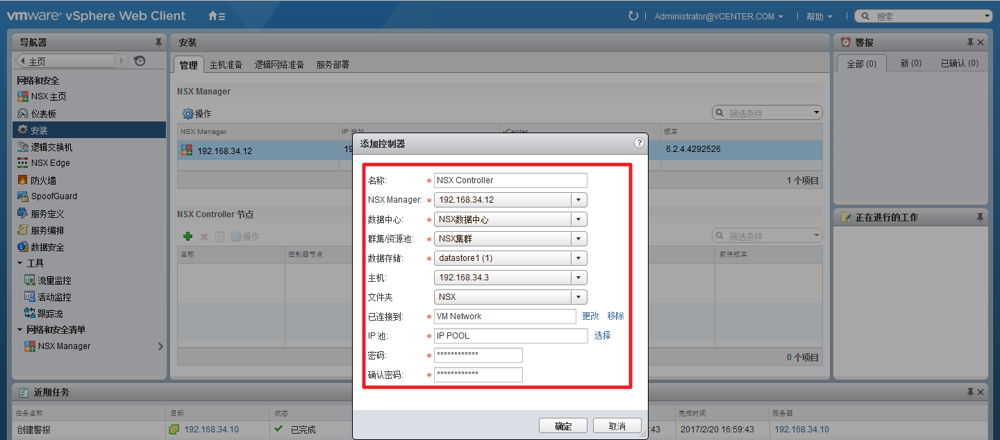 vmware® vSphere Web Client
Administrator@VCENTER.COM
帮助
搜索
导航器
主页
网络和安全
NSX 主页
仪表板
安装
逻辑交换机
NSX Edge
防火墙
SpoofGuard
服务定义
服务编排
数据安全
工具
流量监控
活动监控
跟踪流
网络和安全清单
NSX Manager
安装
管理 主机准备 逻辑网络准备 服务部署
NSX Manager
操作
筛选条件
NSX Manager IP 地址 vCenter 版本
192.168.34.12 19 6.2.4.4292526
1 个项目
NSX Controller 节点
操作
筛选条件
名称 控制器节点 软件版本
0 个项目
添加控制器
?
名称: * NSX Controller
NSX Manager: * 192.168.34.12
数据中心: * NSX数据中心
群集/资源池: * NSX集群
数据存储: * datastore1 (1)
主机: 192.168.34.3
文件夹 NSX
已连接到: * VM Network 更改 移除
IP 池: * IP POOL 选择
密码: * ************
确认密码: * ************
确定 取消
警报
全部 (0) 新 (0) 已确认 (0)
正在进行的工作
近期任务
任务名称 目标 状态 完成时间 服务器
创建警报 192.168.34.10 已完成 :43 2017/2/20 16:59:43 192.168.34.10